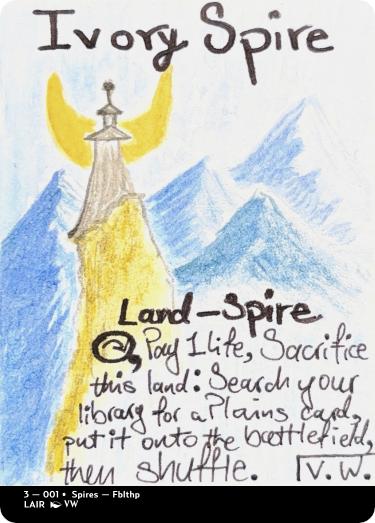 Ivory Spire
Land-Spire
, Pay 1 life, Sacrifice
this land: Search your
library for a Plains card,
put it onto the battlefield,
then shuffle. V.W.
3 — 001 • Spires — Fblthp
LAIR VW